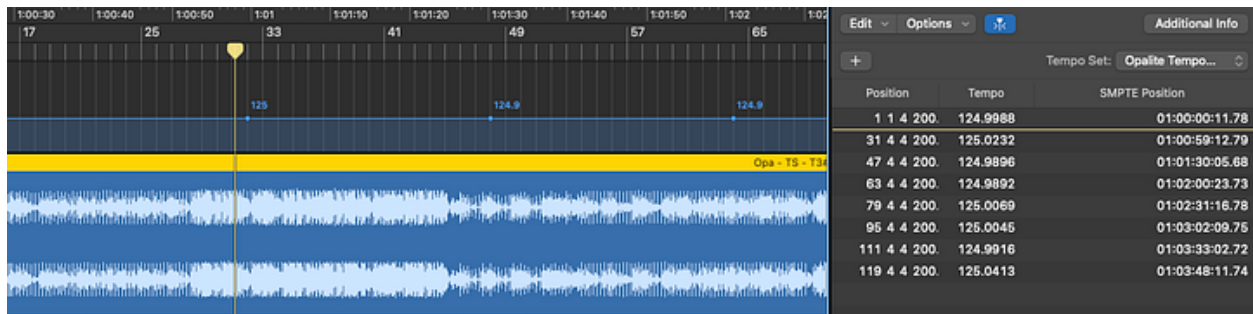 1:00:30 1:00:40 1:00:50 1:01 1:01:10 1:01:20 1:01:30 1:01:40 1:01:50 1:02 1:02
17 25 33 41 49 57 65
125 124.9 124.9
Opa - TS - T3#
Edit Options Additional Info
+ Tempo Set: Opalite Tempo...
Position Tempo SMPTE Position
1 1 4 200. 124.9988 01:00:00:11.78
31 4 4 200. 125.0232 01:00:59:12.79
47 4 4 200. 124.9896 01:01:30:05.68
63 4 4 200. 124.9892 01:02:00:23.73
79 4 4 200. 125.0069 01:02:31:16.78
95 4 4 200. 125.0045 01:03:02:09.75
111 4 4 200. 124.9916 01:03:33:02.72
119 4 4 200. 125.0413 01:03:48:11.74